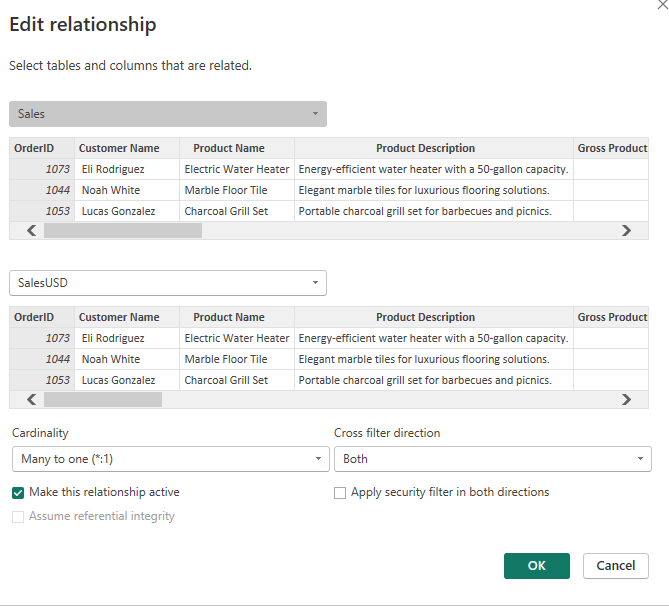 Edit relationship
Select tables and columns that are related.
Sales
OrderID Customer Name Product Name Product Description Gross Product
1073 Eli Rodriguez Electric Water Heater Energy-efficient water heater with a 50-gallon capacity.
1044 Noah White Marble Floor Tile Elegant marble tiles for luxurious flooring solutions.
1053 Lucas Gonzalez Charcoal Grill Set Portable charcoal grill set for barbecues and picnics.
SalesUSD
OrderID Customer Name Product Name Product Description Gross Product
1073 Eli Rodriguez Electric Water Heater Energy-efficient water heater with a 50-gallon capacity.
1044 Noah White Marble Floor Tile Elegant marble tiles for luxurious flooring solutions.
1053 Lucas Gonzalez Charcoal Grill Set Portable charcoal grill set for barbecues and picnics.
Cardinality Cross filter direction
Many to one (*:1) Both
Make this relationship active Apply security filter in both directions
Assume referential integrity
OK Cancel